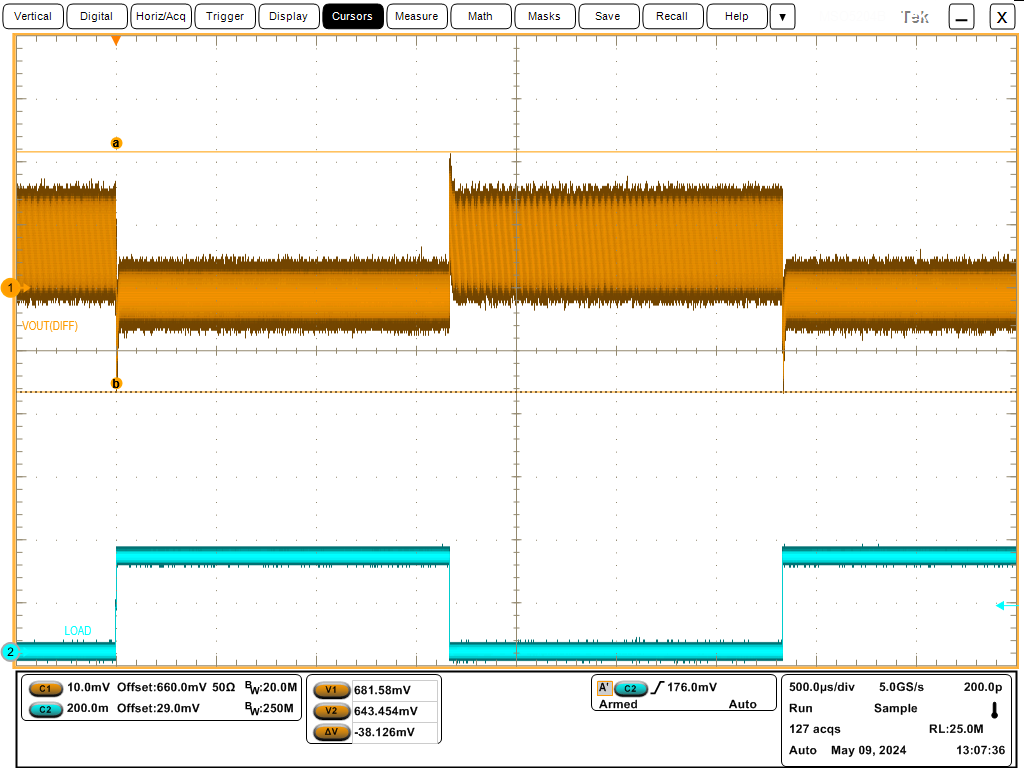 Vertical Digital Horiz/Acq Trigger Display Cursors Measure Math Masks Save Recall Help ▼ Tek X
a
1
VOUT(DIFF)
b
LOAD
2
C1 10.0mV Offset:660.0mV 50Ω BW:20.0M
C2 200.0m Offset:29.0mV BW:250M
V1 681.58mV
V2 643.454mV
ΔV -38.126mV
A' C2 176.0mV
Armed Auto
500.0µs/div 5.0GS/s 200.0p
Run Sample
127 acqs RL:25.0M
Auto May 09, 2024 13:07:36